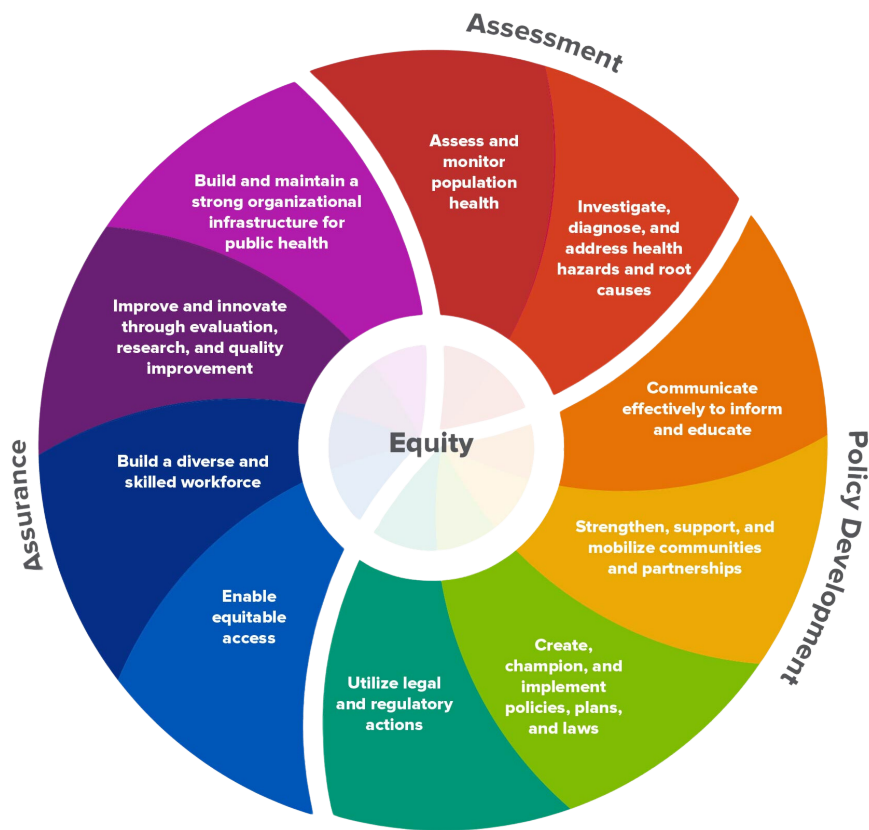 Assessment
Assess and
monitor
population
health
Investigate,
diagnose, and
address health
hazards and root
causes
Policy Development
Communicate
effectively to inform
and educate
Strengthen, support, and
mobilize communities
and partnerships
Create,
champion, and
implement
policies, plans,
and laws
Utilize legal
and regulatory
actions
Assurance
Enable
equitable
access
Build a diverse and
skilled workforce
Improve and innovate
through evaluation,
research, and quality
improvement
Build and maintain a
strong organizational
infrastructure for
public health
Equity